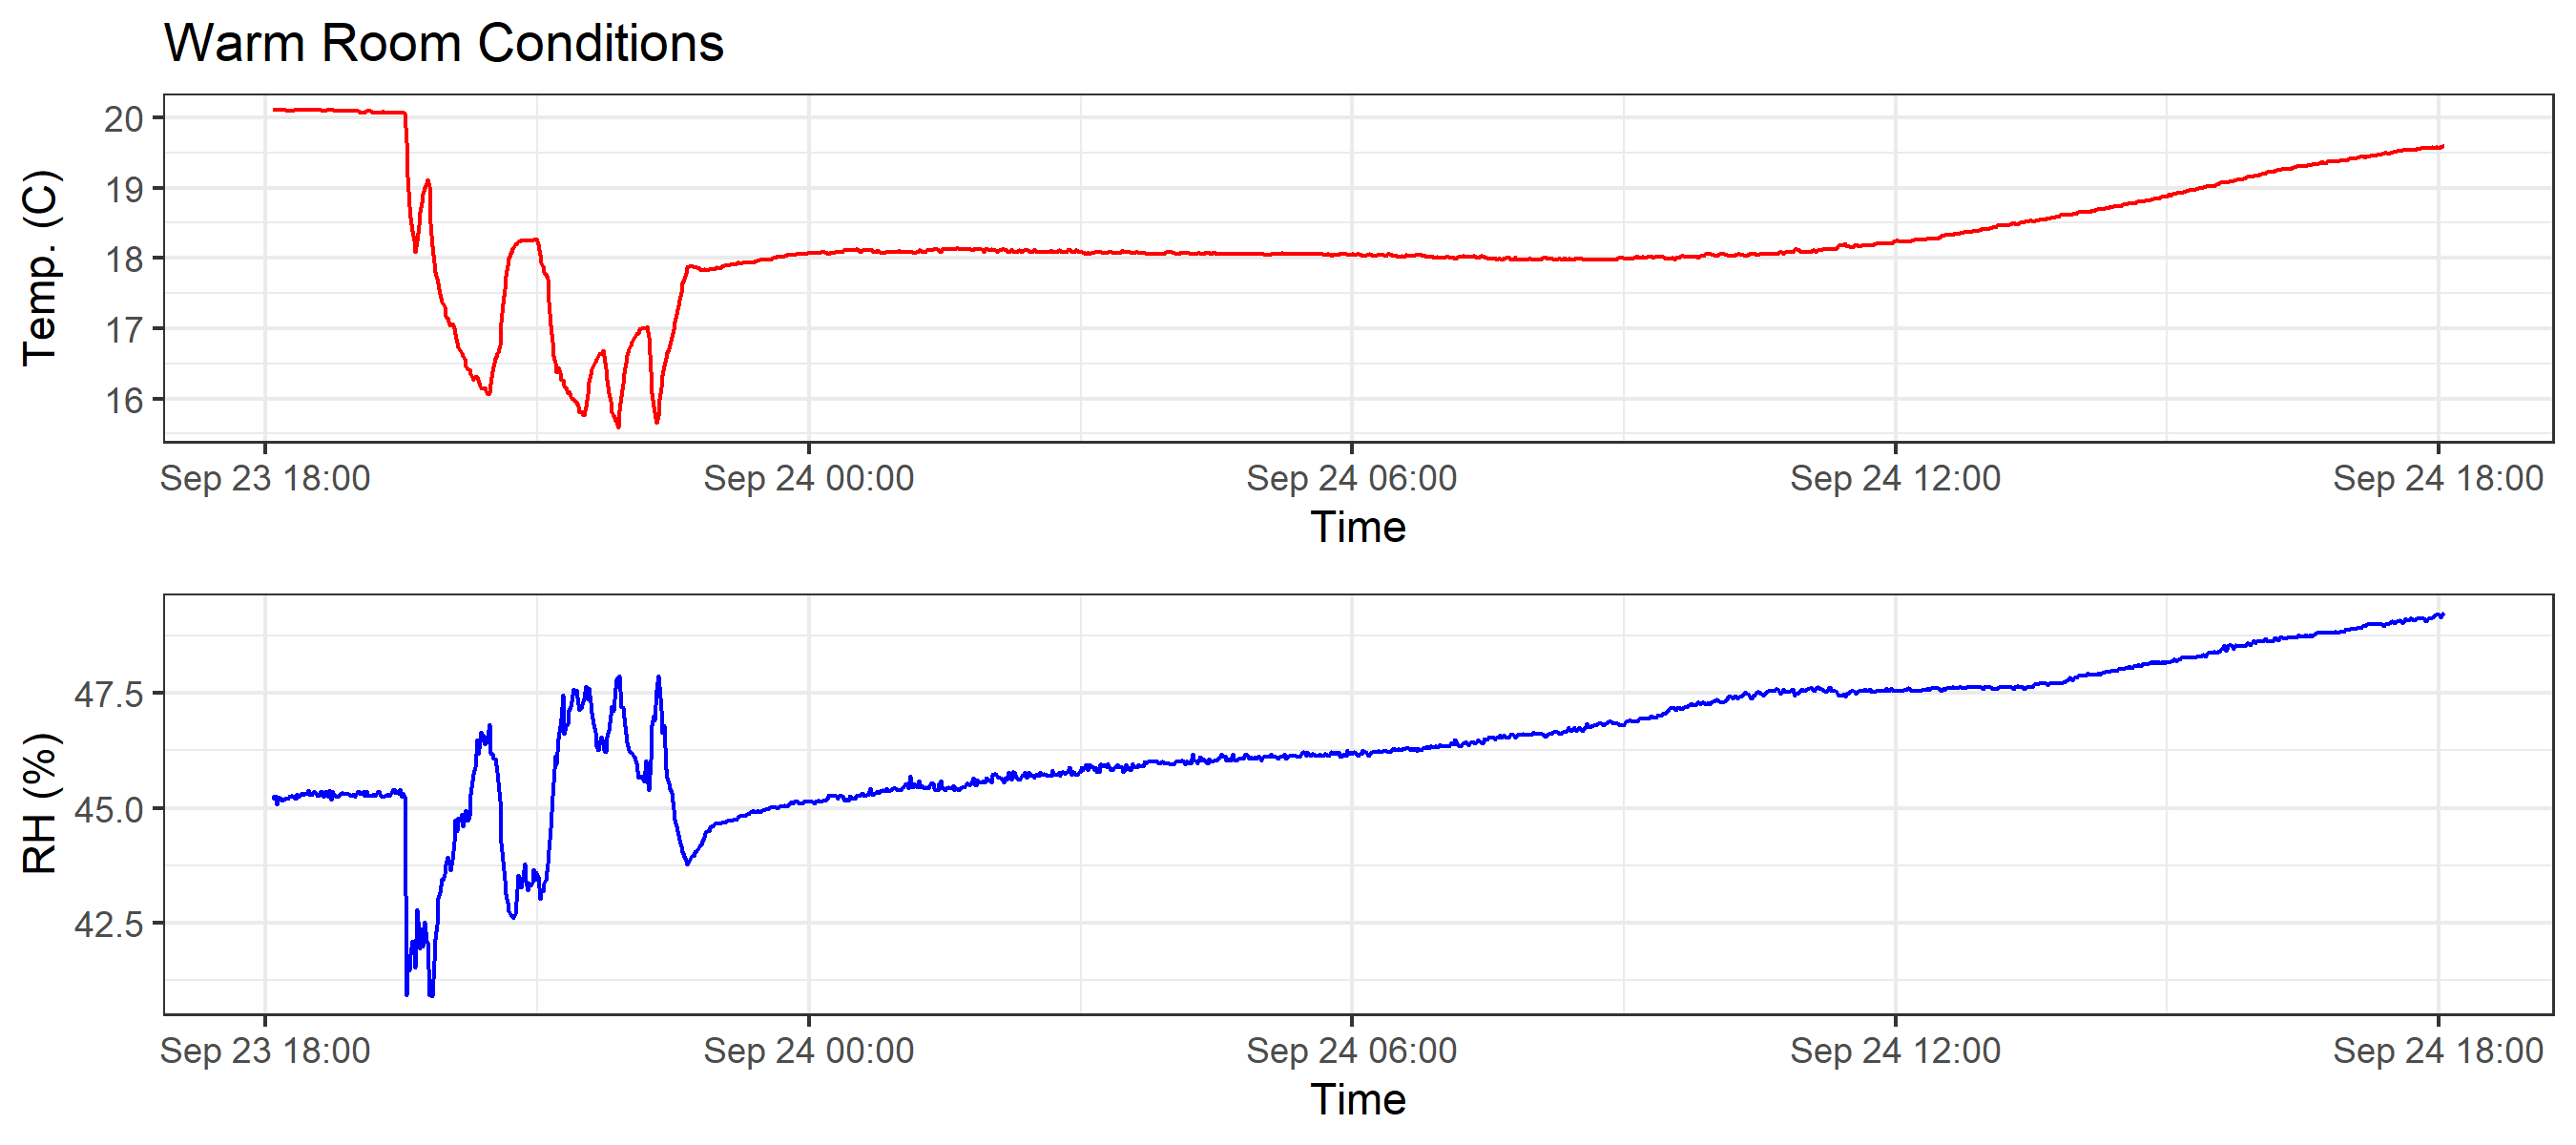 Warm Room Conditions
Temp. (C)
20
19
18
17
16
Sep 23 18:00 Sep 24 00:00 Sep 24 06:00 Sep 24 12:00 Sep 24 18:00
Time
RH (%)
47.5
45.0
42.5
Sep 23 18:00 Sep 24 00:00 Sep 24 06:00 Sep 24 12:00 Sep 24 18:00
Time